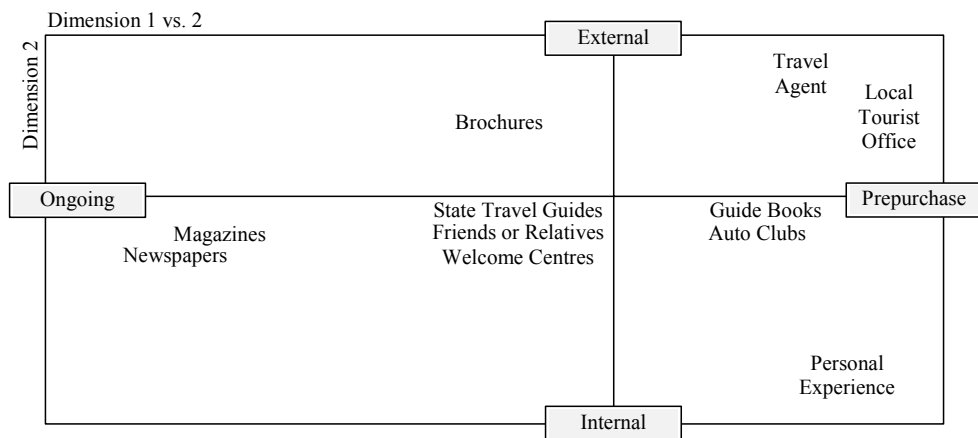 Dimension 1 vs. 2
Dimension 2
External
Travel
Agent
Local
Tourist
Office
Brochures
Ongoing
Prepurchase
State Travel Guides
Friends or Relatives
Welcome Centres
Guide Books
Auto Clubs
Magazines
Newspapers
Personal
Experience
Internal